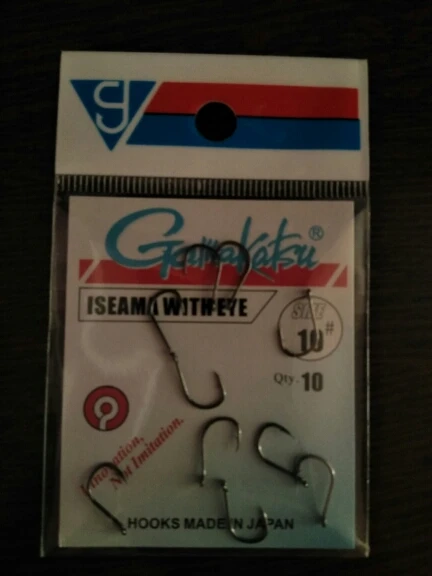 Gamakatsu®
ISEAMA WITH EYE
SIZE
10#
Qty. 10
Innovation,
Not Imitation.
HOOKS MADE IN JAPAN